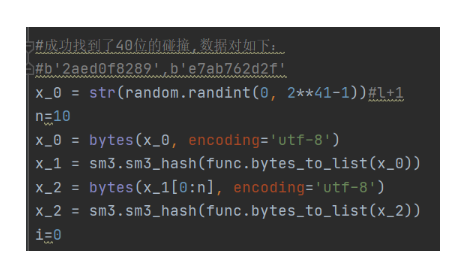 #成功找到了40位的碰撞,数据对如下:
#b'2aed0f8289',b'e7ab762d2f'
x_0 = str(random.randint(0, 2**41-1))#l+1
n=10
x_0 = bytes(x_0, encoding='utf-8')
x_1 = sm3.sm3_hash(func.bytes_to_list(x_0))
x_2 = bytes(x_1[0:n], encoding='utf-8')
x_2 = sm3.sm3_hash(func.bytes_to_list(x_2))
i=0